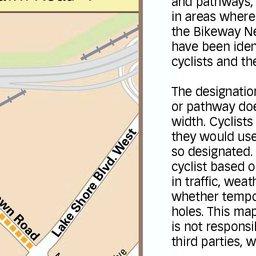 Lake Shore Blvd. West
Road
and pathways,
in areas where
the Bikeway Ne
have been iden
cyclists and the
The designation
or pathway doe
width. Cyclists
they would use
so designated.
cyclist based o
in traffic, weath
whether tempo
holes. This map
is not responsi
third parties, w